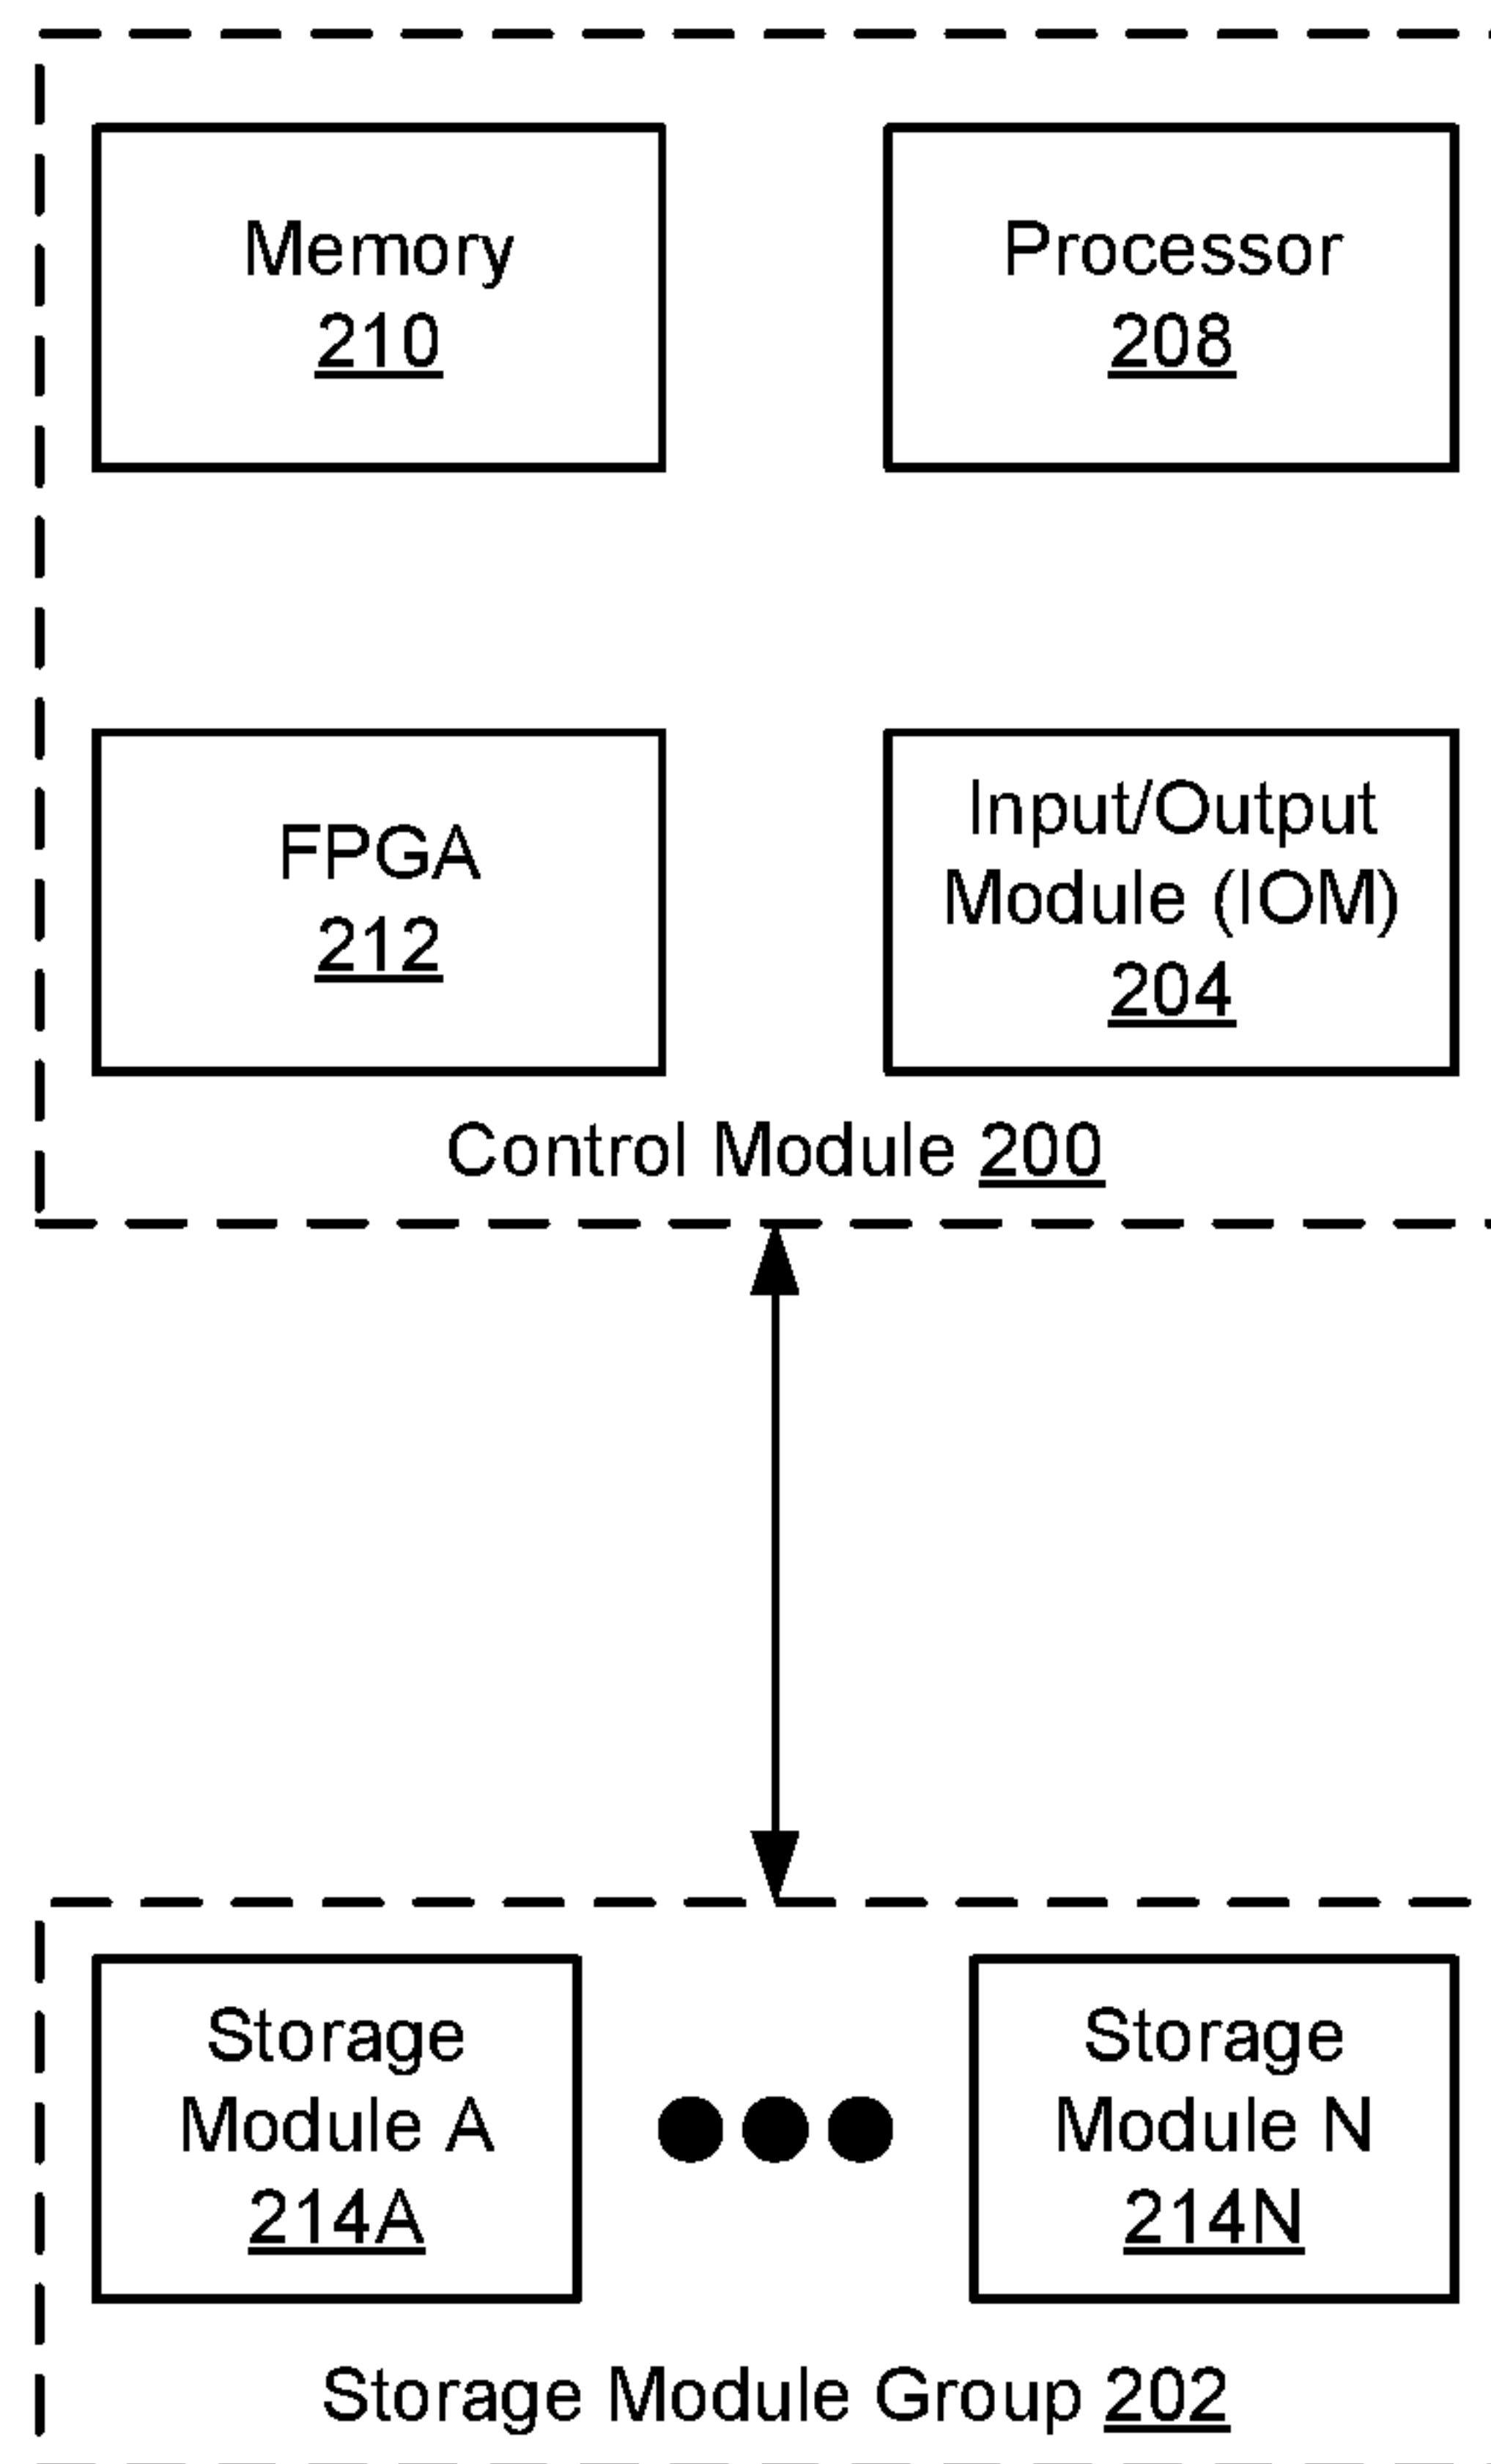 Memory
210
Processor
208
FPGA
212
Input/Output
Module (IOM)
204
Control Module 200
Storage
Module A
214A
Storage
Module N
214N
Storage Module Group 202